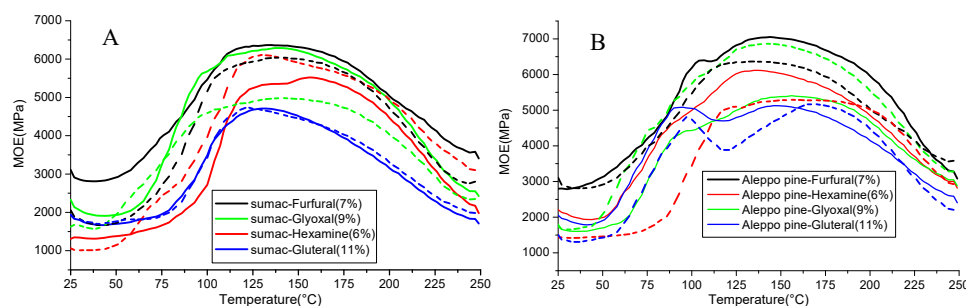 A
MOE(MPa)
7000
6000
5000
4000
3000
2000
1000
sumac-Furfural(7%)
sumac-Glyoxal(9%)
sumac-Hexamine(6%)
sumac-Gluteral(11%)
25 50 75 100 125 150 175 200 225 250
Temperature(°C)
B
MOE(MPa)
7000
6000
5000
4000
3000
2000
1000
Aleppo pine-Furfural(7%)
Aleppo pine-Hexamine(6%)
Aleppo pine-Glyoxal(9%)
Aleppo pine-Gluteral(11%)
25 50 75 100 125 150 175 200 225 250
Temperature(°C)